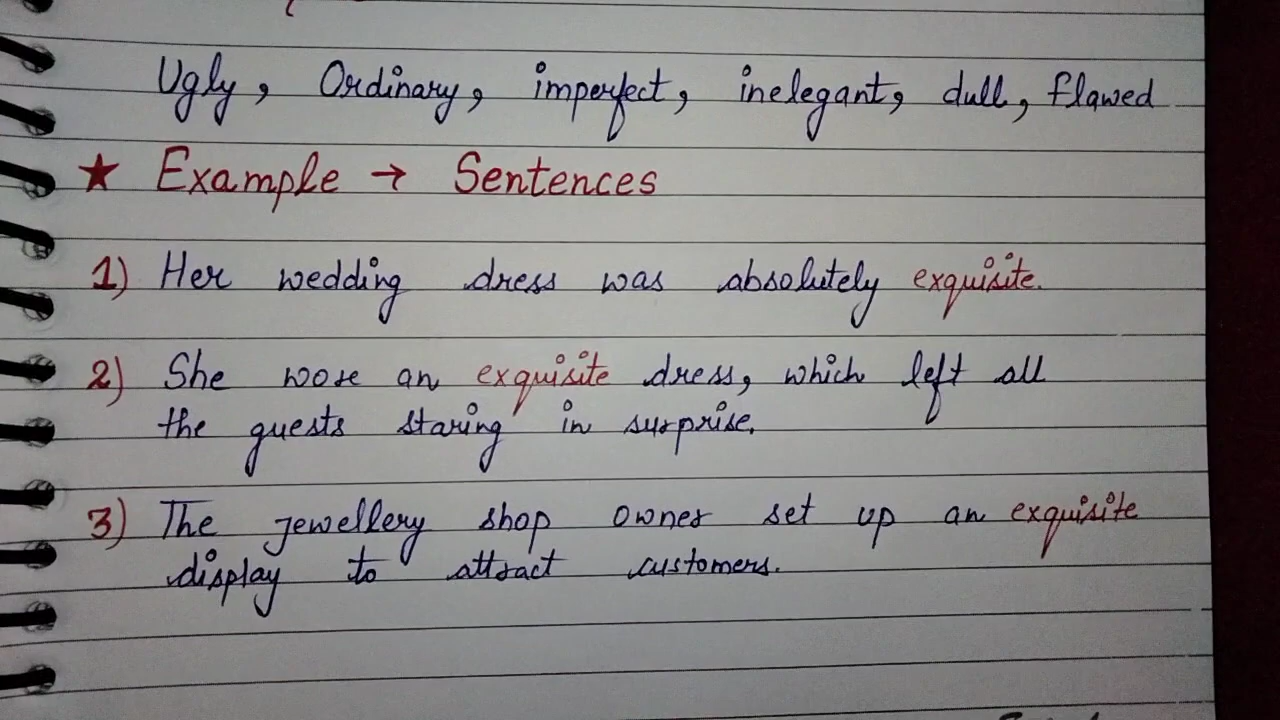 Ugly, Ordinary, imperfect, inelegant, dull, flawed
★ Example → Sentences
1) Her wedding dress was absolutely exquisite.
2) She wore an exquisite dress, which left all
the guests staring in surprise.
3) The jewellery shop owner set up an exquisite
display to attract customers.